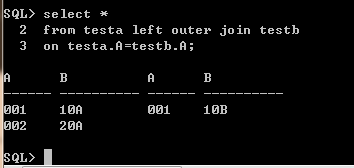 SQL> select *
  2  from testa left outer join testb
  3  on testa.A=testb.A;
A      B          A      B
------ ---------- ------ ----------
001    10A        001    10B
002    20A
SQL>